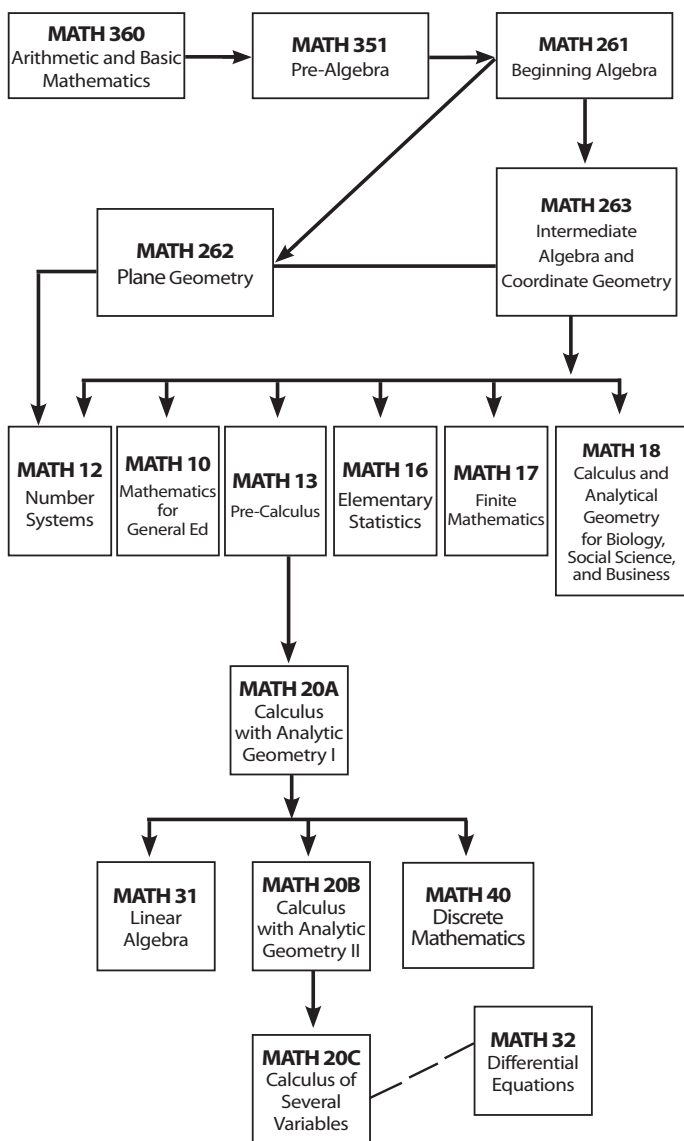 MATH 360
Arithmetic and Basic
Mathematics
MATH 351
Pre-Algebra
MATH 261
Beginning Algebra
MATH 262
Plane Geometry
MATH 263
Intermediate
Algebra and
Coordinate Geometry
MATH 12
Number
Systems
MATH 10
Mathematics
for
General Ed
MATH 13
Pre-Calculus
MATH 16
Elementary
Statistics
MATH 17
Finite
Mathematics
MATH 18
Calculus and
Analytical
Geometry
for Biology,
Social Science,
and Business
MATH 20A
Calculus
with Analytic
Geometry I
MATH 31
Linear
Algebra
MATH 20B
Calculus
with Analytic
Geometry II
MATH 40
Discrete
Mathematics
MATH 20C
Calculus of
Several
Variables
MATH 32
Differential
Equations